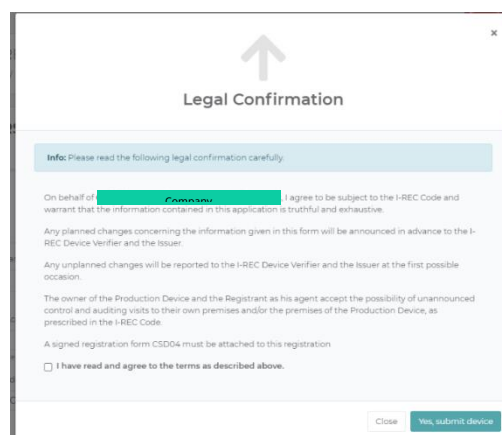 ×
Legal Confirmation
Info: Please read the following legal confirmation carefully
On behalf of Company, I agree to be subject to the I-REC Code and
warrant that the information contained in this application is truthful and exhaustive.
Any planned changes concerning the information given in this form will be announced in advance to the I-
REC Device Verifier and the Issuer.
Any unplanned changes will be reported to the I-REC Device Verifier and the Issuer at the first possible
occasion.
The owner of the Production Device and the Registrant as his agent accept the possibility of unannounced
control and auditing visits to their own premises and/or the premises of the Production Device, as
prescribed in the I-REC Code.
A signed registration form CSD04 must be attached to this registration
I have read and agree to the terms as described above.
Close Yes, submit device